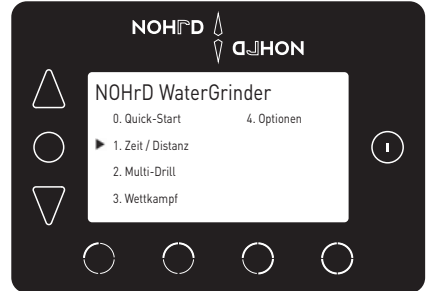 NOHrD
NOHrD
NOHrD WaterGrinder
0. Quick-Start 4. Optionen
1. Zeit / Distanz
2. Multi-Drill
3. Wettkampf